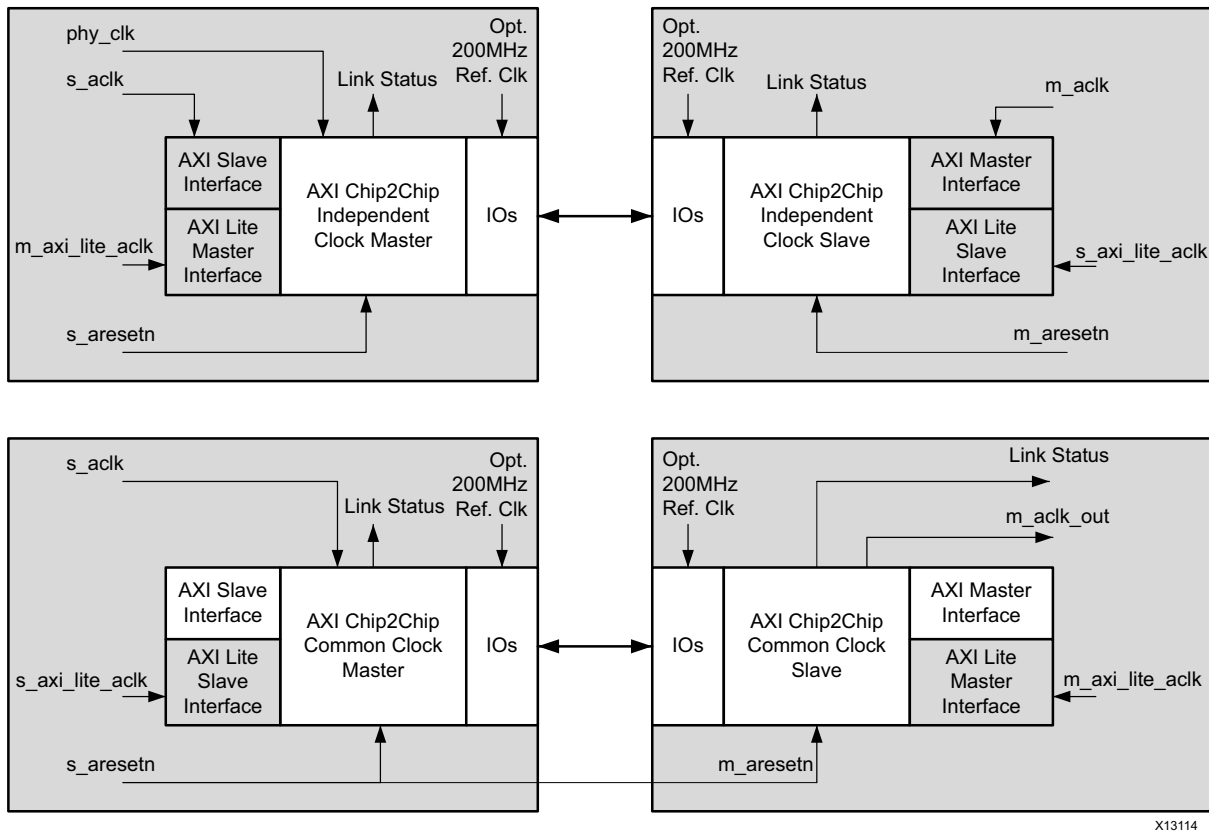 phy_clk
s_aclk
Link Status
Opt.
200MHz
Ref. Clk
AXI Slave
Interface
AXI Lite
Master
Interface
AXI Chip2Chip
Independent
Clock Master
IOs
m_axi_lite_aclk
s_aresetn
Opt.
200MHz
Ref. Clk
Link Status
m_aclk
IOs
AXI Chip2Chip
Independent
Clock Slave
AXI Master
Interface
AXI Lite
Slave
Interface
s_axi_lite_aclk
m_aresetn
s_aclk
Link Status
Opt.
200MHz
Ref. Clk
AXI Slave
Interface
AXI Lite
Slave
Interface
AXI Chip2Chip
Common Clock
Master
IOs
s_axi_lite_aclk
s_aresetn
Opt.
200MHz
Ref. Clk
Link Status
m_aclk_out
IOs
AXI Chip2Chip
Common Clock
Slave
AXI Master
Interface
AXI Lite
Master
Interface
m_axi_lite_aclk
m_aresetn
X13114